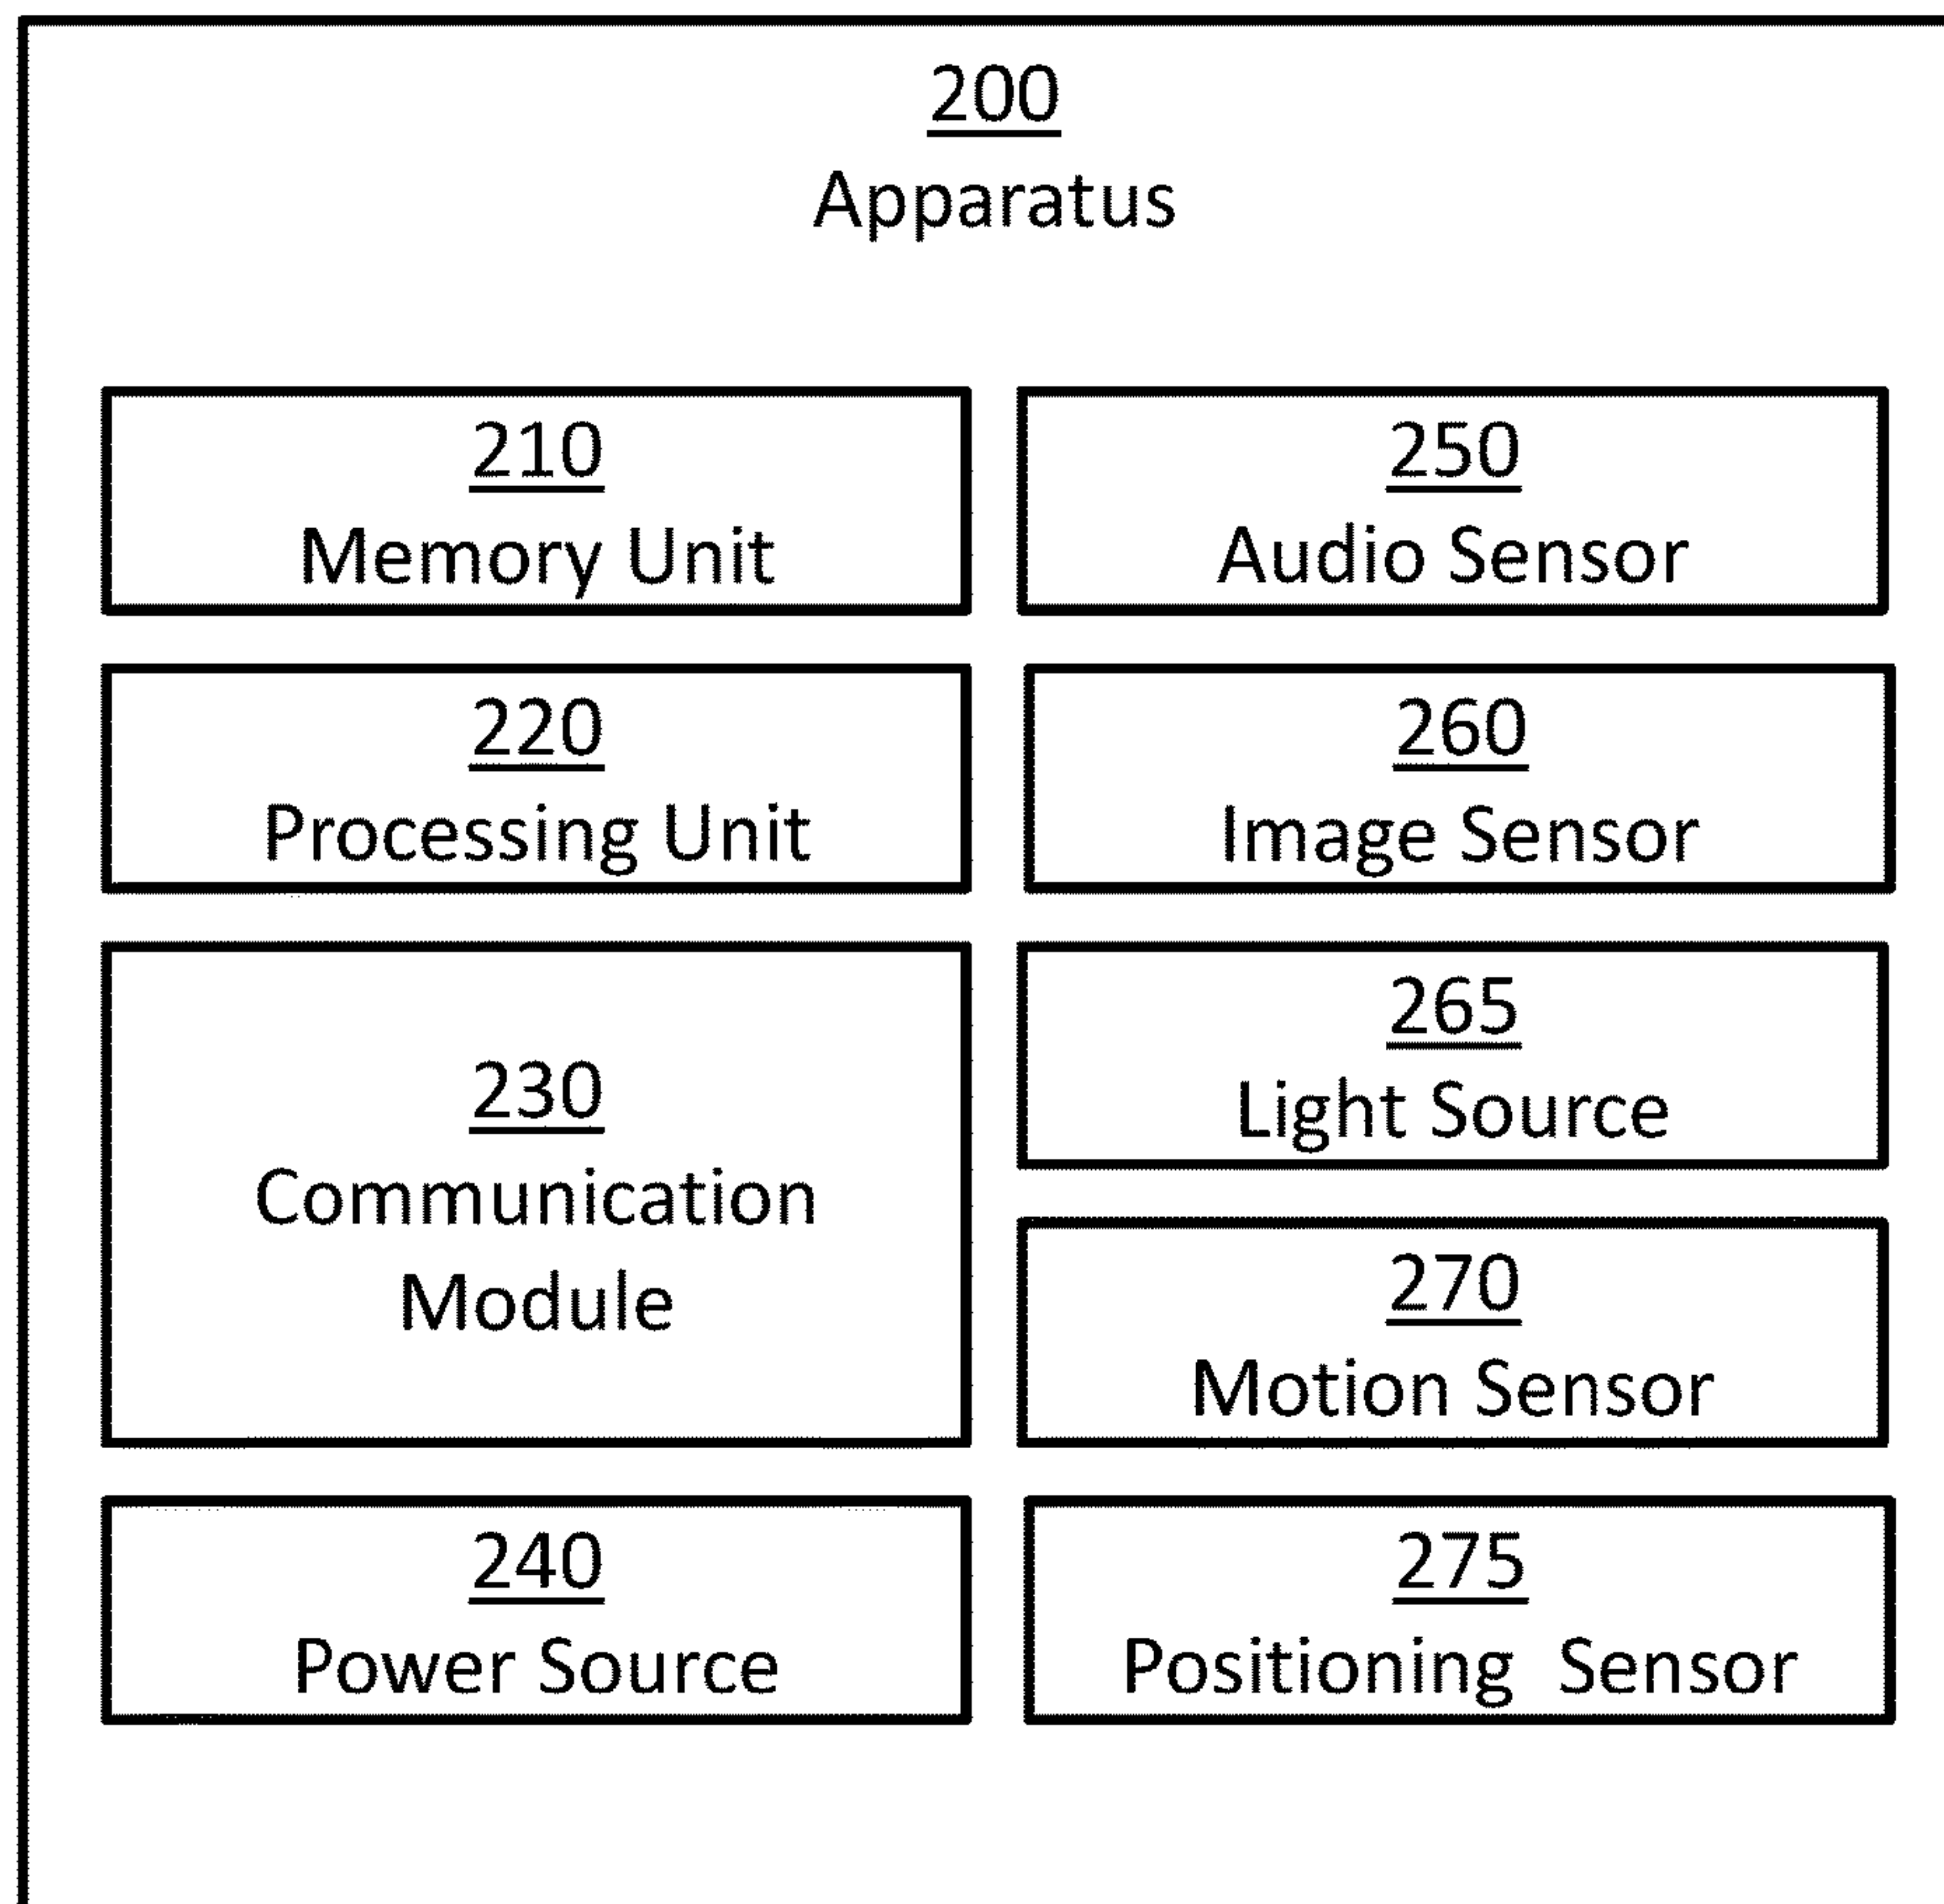 200
Apparatus
210
Memory Unit
220
Processing Unit
230
Communication
Module
240
Power Source
250
Audio Sensor
260
Image Sensor
265
Light Source
270
Motion Sensor
275
Positioning  Sensor